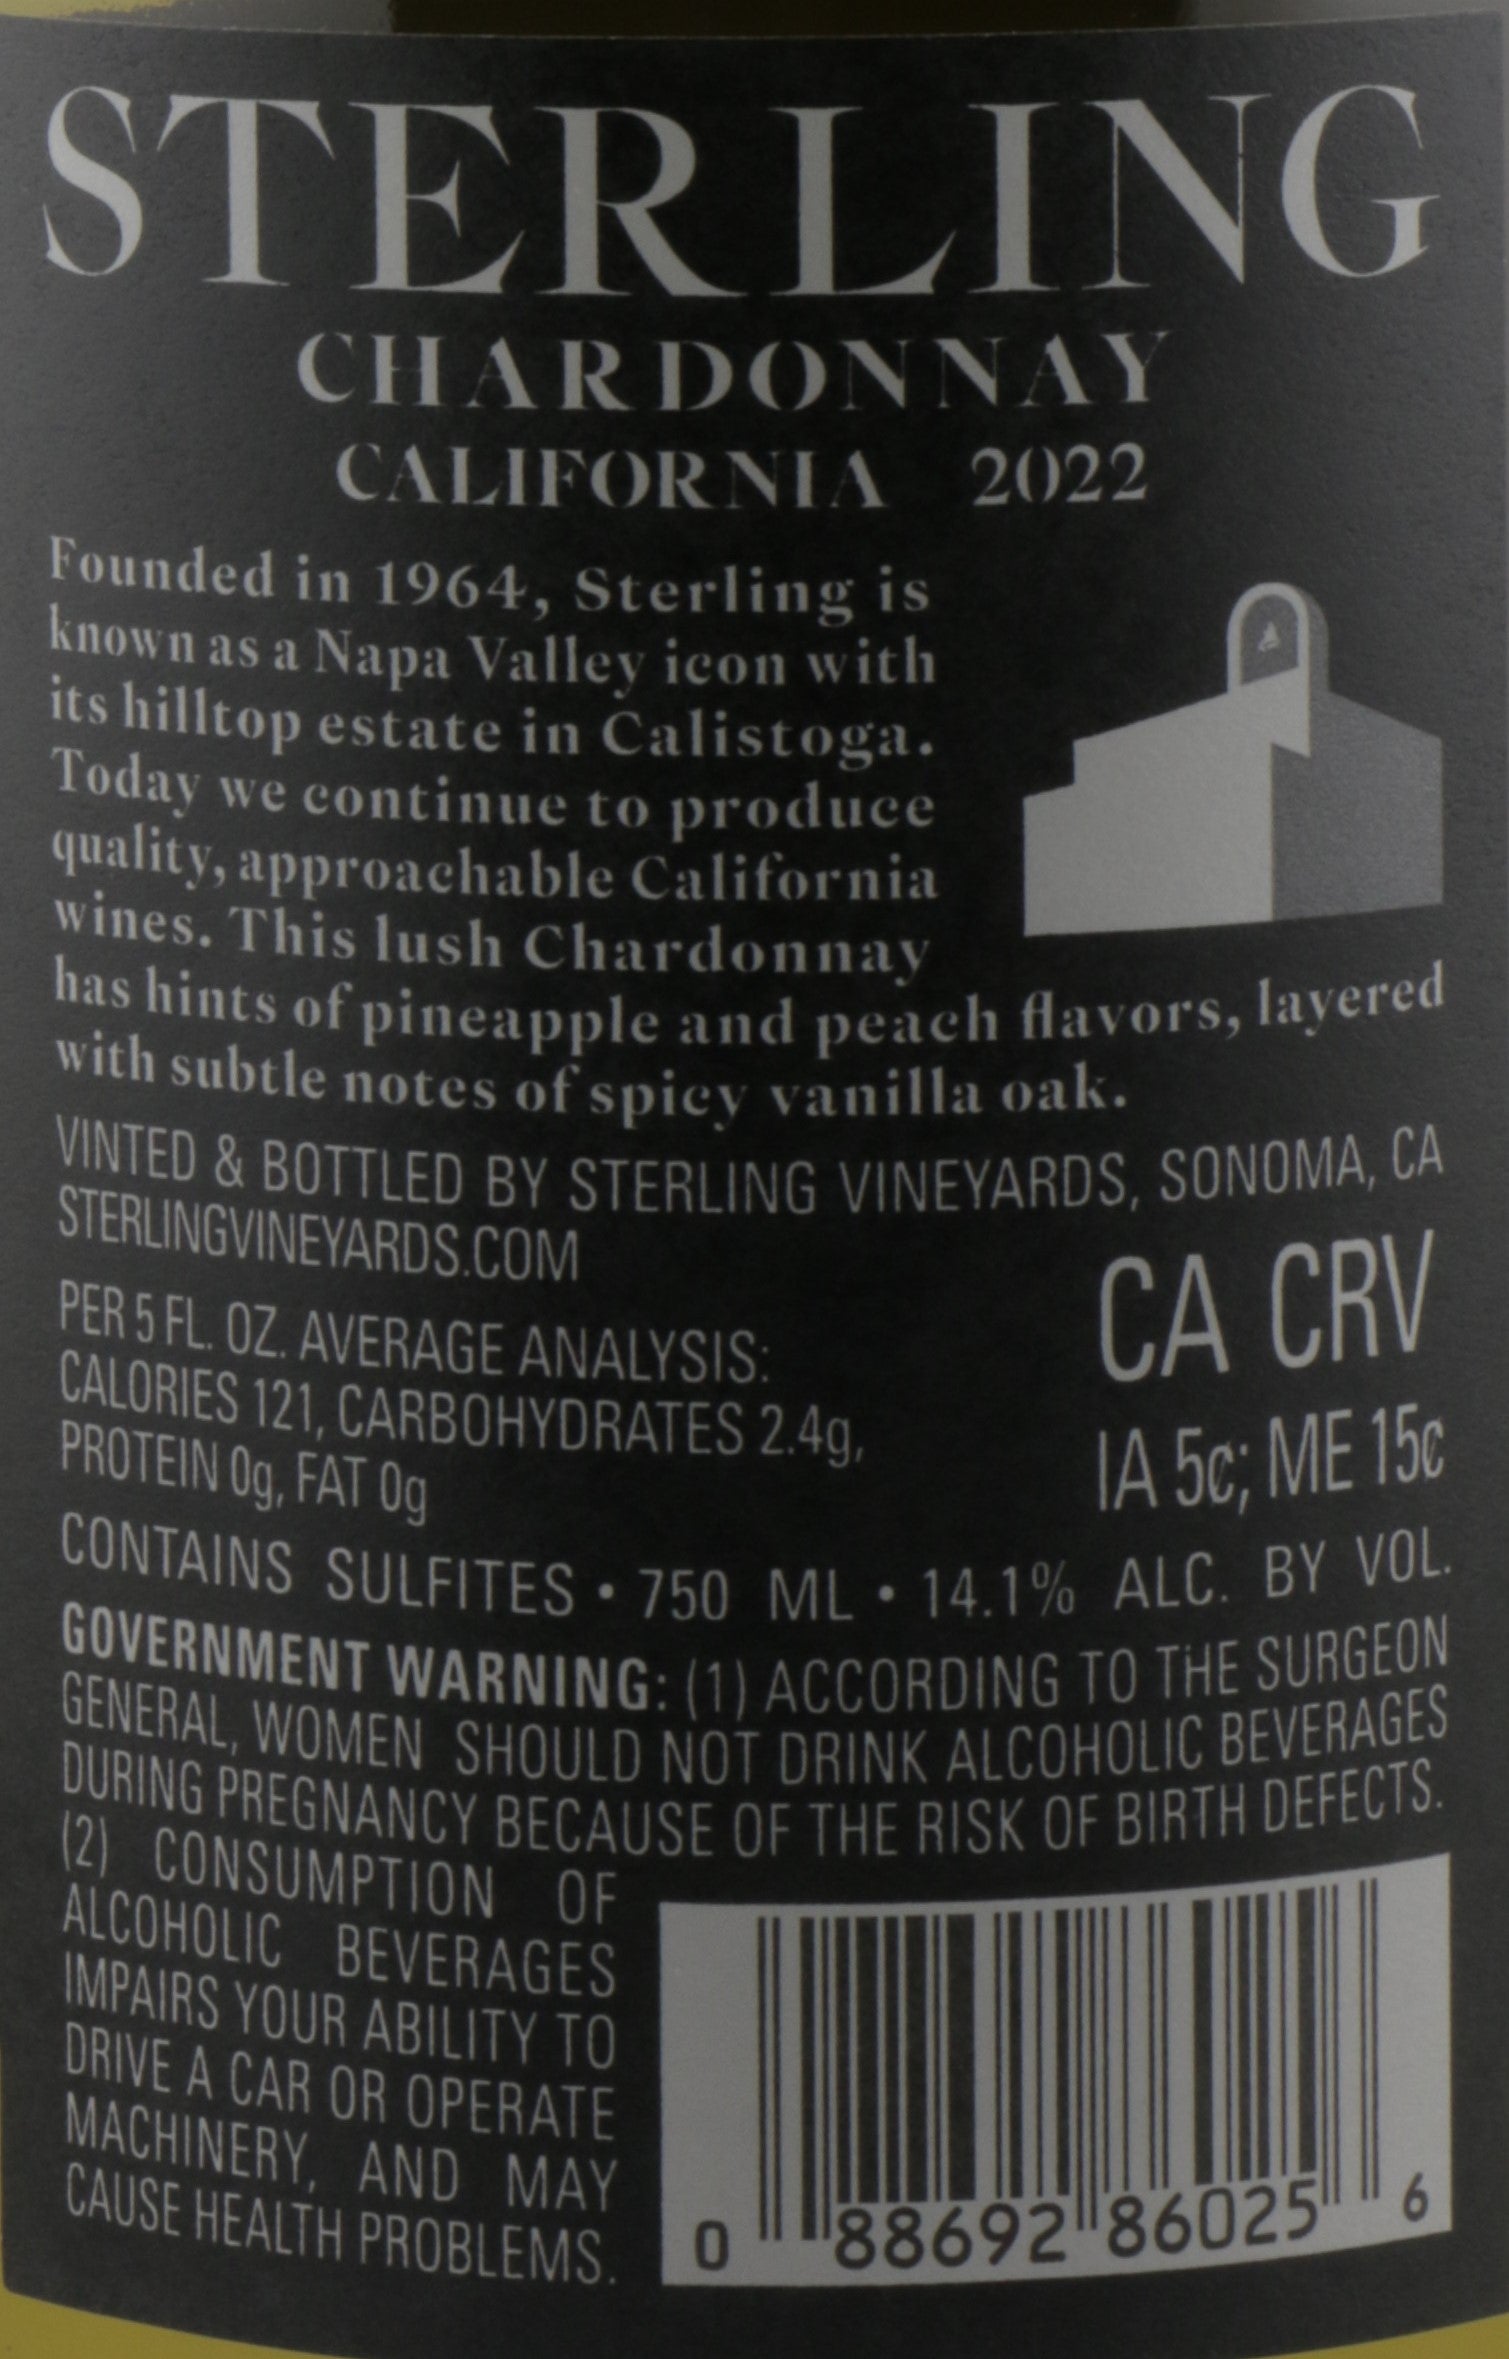 STERLING
CHARDONNAY
CALIFORNIA 2022
Founded in 1964, Sterling is
known as a Napa Valley icon with
its hilltop estate in Calistoga.
Today we continue to produce
quality, approachable California
wines. This lush Chardonnay
has hints of pineapple and peach flavors, layered
with subtle notes of spicy vanilla oak.
VINTED & BOTTLED BY STERLING VINEYARDS, SONOMA, CA
STERLINGVINEYARDS.COM
PER 5 FL. OZ. AVERAGE ANALYSIS:
CALORIES 121, CARBOHYDRATES 2.4g,
PROTEIN 0g, FAT 0g
CA CRV
IA 5¢; ME 15¢
CONTAINS SULFITES • 750 ML • 14.1% ALC. BY VOL.
GOVERNMENT WARNING: (1) ACCORDING TO THE SURGEON
GENERAL, WOMEN SHOULD NOT DRINK ALCOHOLIC BEVERAGES
DURING PREGNANCY BECAUSE OF THE RISK OF BIRTH DEFECTS.
(2) CONSUMPTION OF
ALCOHOLIC BEVERAGES
IMPAIRS YOUR ABILITY TO
DRIVE A CAR OR OPERATE
MACHINERY, AND MAY
CAUSE HEALTH PROBLEMS.
0 88692 86025 6